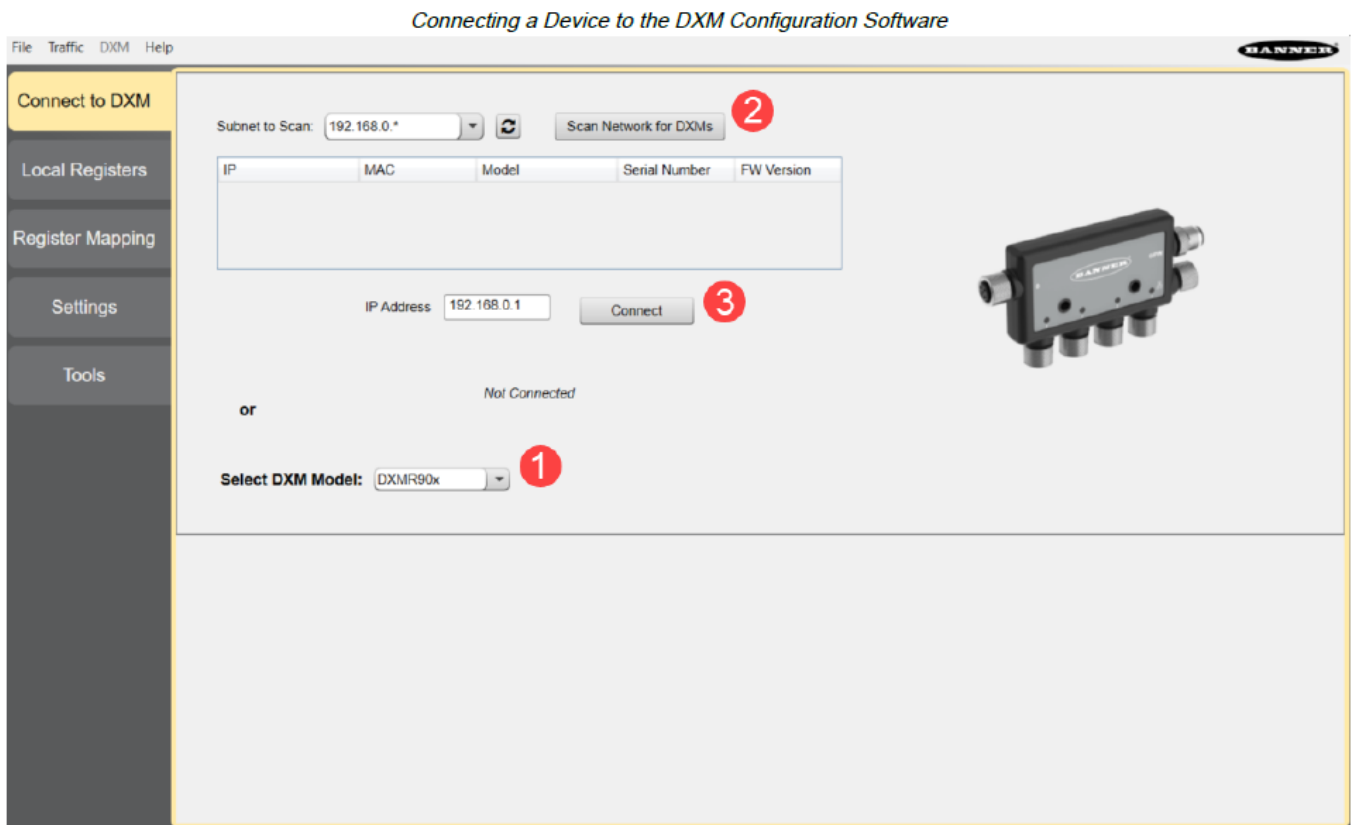 Connecting a Device to the DXM Configuration Software
File Traffic DXM Help
BANNER
Connect to DXM
Local Registers
Register Mapping
Settings
Tools
Subnet to Scan: 192.168.0.* Scan Network for DXMs 2
IP MAC Model Serial Number FW Version
IP Address 192.168.0.1 Connect 3
Not Connected
or
Select DXM Model: DXMR90x 1
BANNER